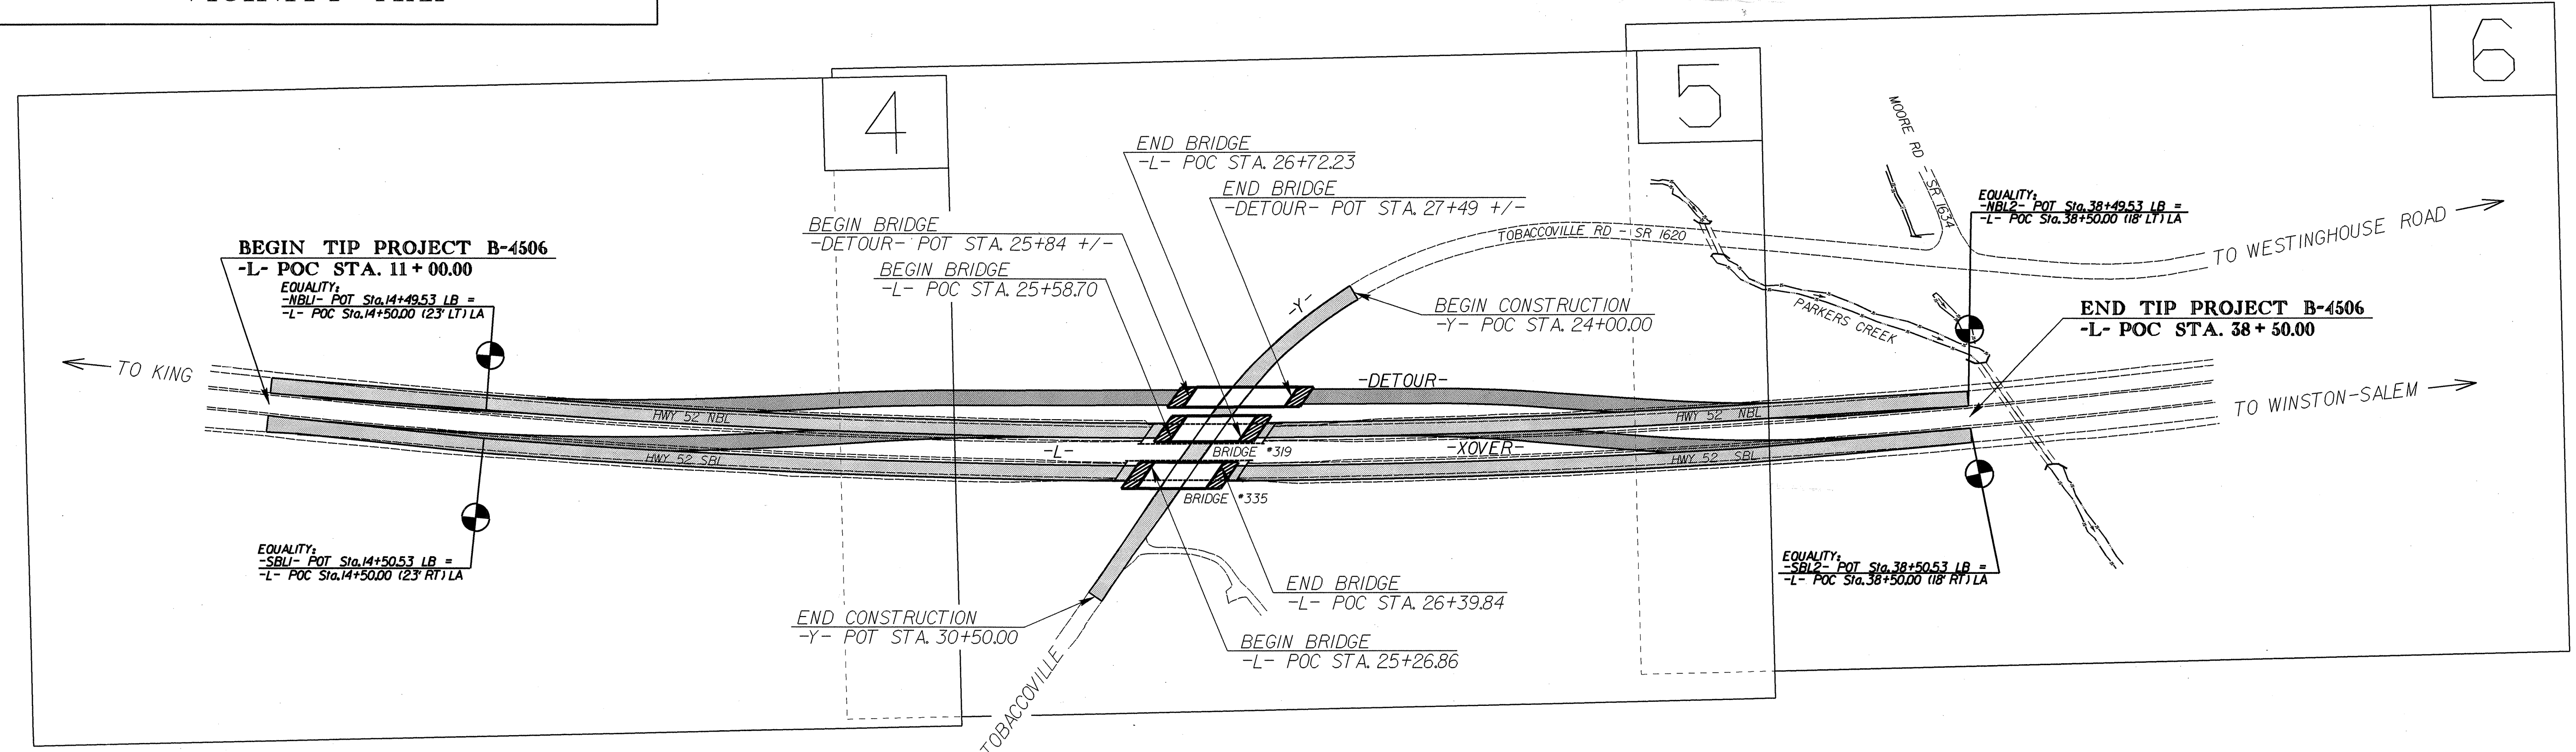 4
5
6
END BRIDGE
-L- POC STA. 26+72.23
END BRIDGE
-DETOUR- POT STA. 27+49 +/-
BEGIN BRIDGE
-DETOUR- POT STA. 25+84 +/-
BEGIN BRIDGE
-L- POC STA. 25+58.70
BEGIN TIP PROJECT B-4506
-L- POC STA. 11+00.00
EQUALITY:
-NBL1- POT Sta.14+49.53 LB =
-L- POC Sta.14+50.00 (23' LT) LA
TO KING
HWY 52 NBL
HWY 52 SBL
EQUALITY:
-SBL1- POT Sta.14+50.53 LB =
-L- POC Sta.14+50.00 (23' RT) LA
-Y-
BEGIN CONSTRUCTION
-Y- POC STA. 24+00.00
TOBACCOVILLE RD - SR 1620
MOORE RD - SR 1634
EQUALITY:
-NBL2- POT Sta.38+49.53 LB =
-L- POC Sta.38+50.00 (18' LT) LA
TO WESTINGHOUSE ROAD
PARKERS CREEK
END TIP PROJECT B-4506
-L- POC STA. 38+50.00
-DETOUR-
HWY 52 NBL
TO WINSTON-SALEM
-L-
BRIDGE #319
-XOVER-
HWY 52 SBL
BRIDGE #335
EQUALITY:
-SBL2- POT Sta.38+50.53 LB =
-L- POC Sta.38+50.00 (18' RT) LA
END BRIDGE
-L- POC STA. 26+39.84
END CONSTRUCTION
-Y- POT STA. 30+50.00
BEGIN BRIDGE
-L- POC STA. 25+26.86
TOBACCOVILLE